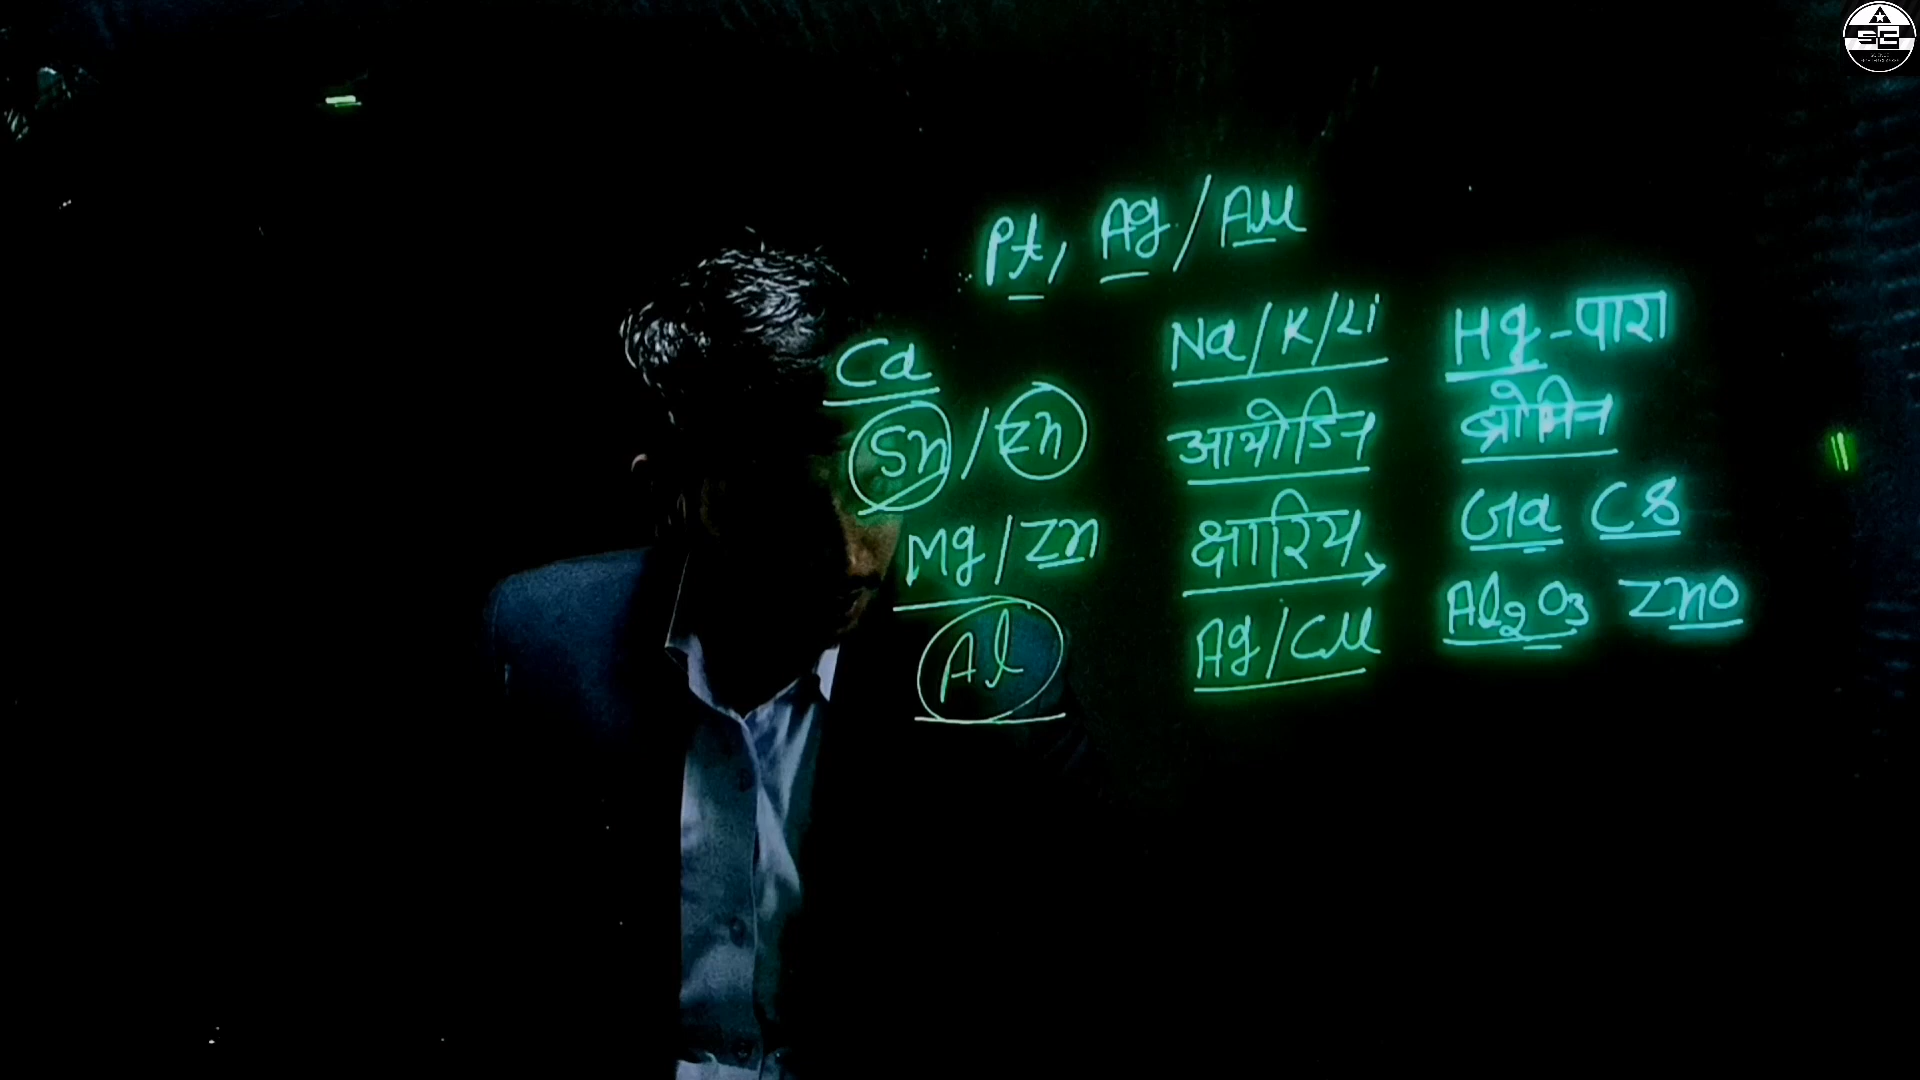 Pt, Ag / Au
Ca
Sn / Zn
Mg / Zn
Al
Na / K / Li
आयोडिन
क्षारिय →
Ag / Cu
Hg - पारा
ब्रोमिन
Ga Cs
Al2O3 ZnO